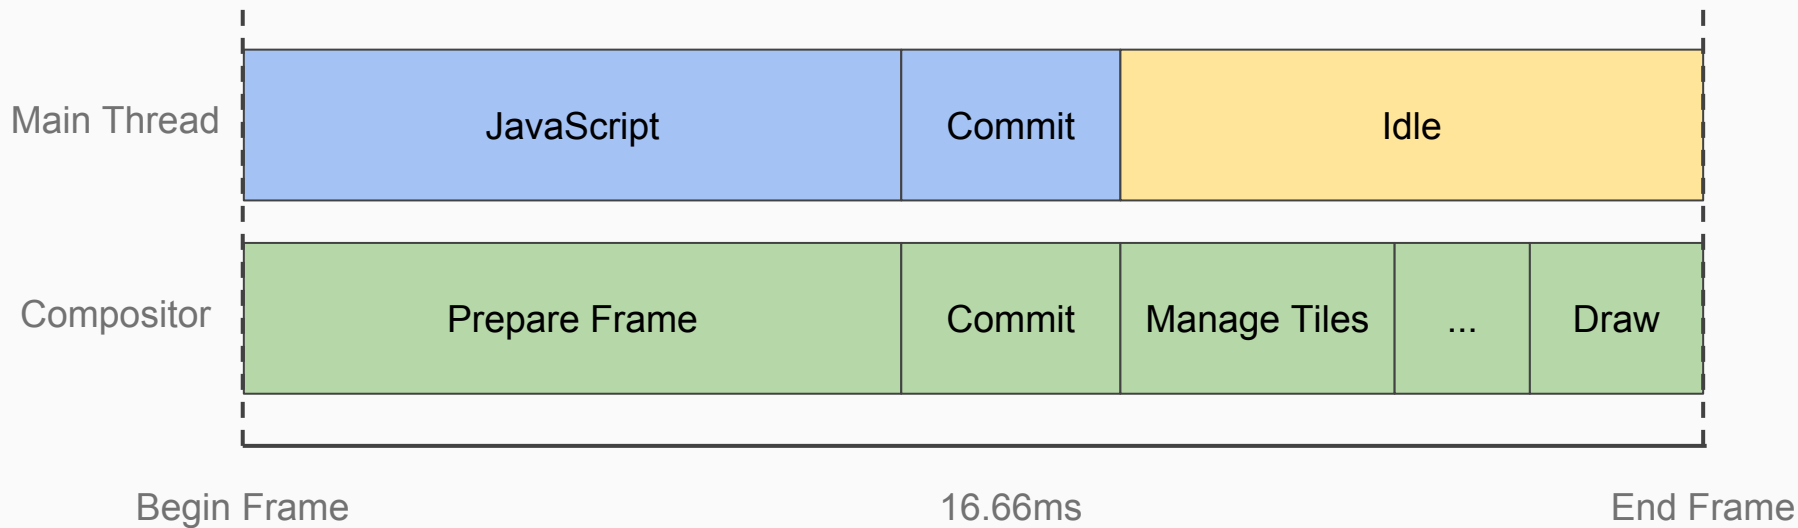 Main Thread
JavaScript
Commit
Idle
Compositor
Prepare Frame
Commit
Manage Tiles
...
Draw
Begin Frame
16.66ms
End Frame